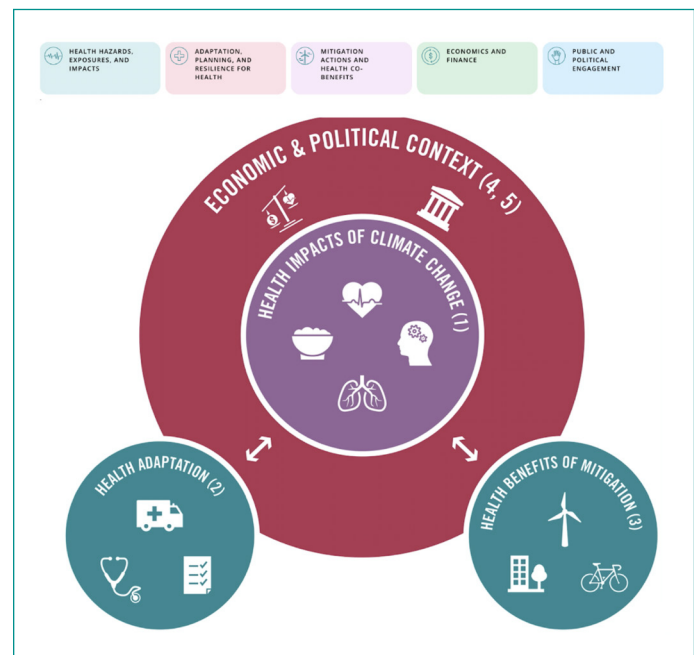 HEALTH HAZARDS,
EXPOSURES, AND
IMPACTS
ADAPTATION,
PLANNING, AND
RESILIENCE FOR
HEALTH
MITIGATION
ACTIONS AND
HEALTH CO-
BENEFITS
ECONOMICS AND
FINANCE
PUBLIC AND
POLITICAL
ENGAGEMENT
ECONOMIC & POLITICAL CONTEXT (4, 5)
$
HEALTH IMPACTS OF CLIMATE CHANGE (1)
HEALTH ADAPTATION (2)
HEALTH BENEFITS OF MITIGATION (3)